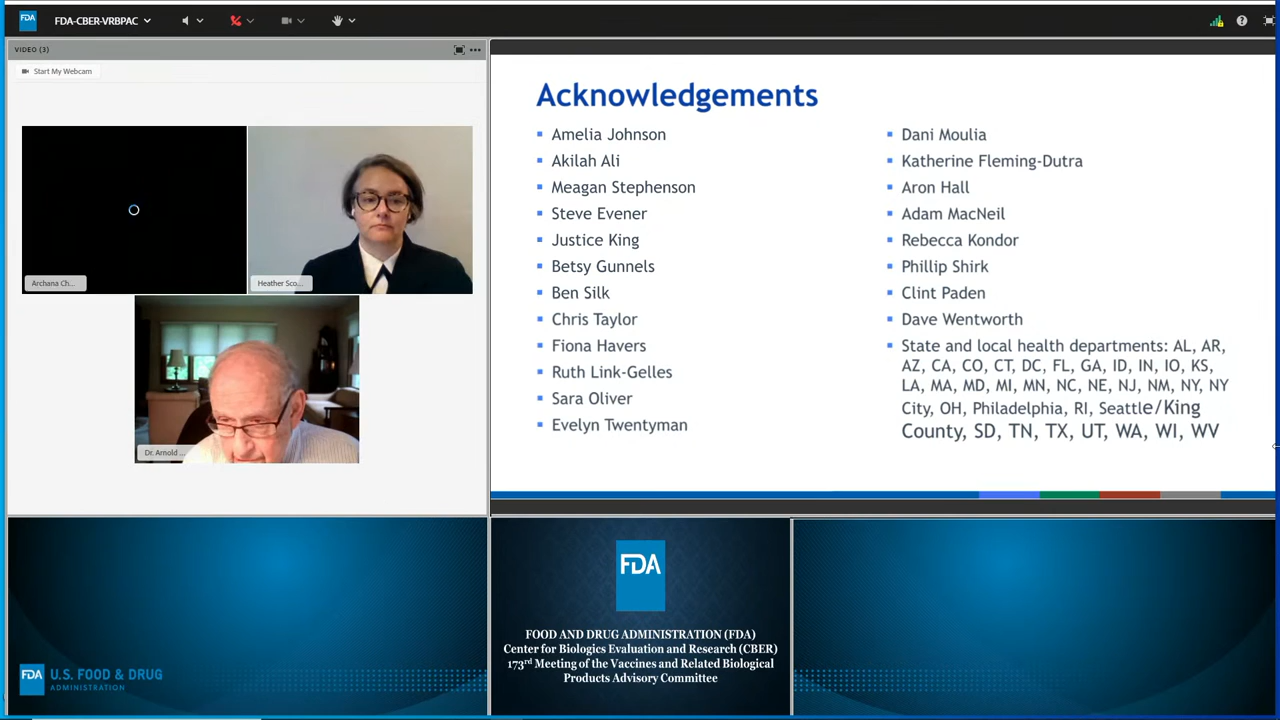 FDA
FDA-CBER-VRBPAC
VIDEO (3)
Start My Webcam
Archana Ch...
Heather Sco...
Dr. Arnold ...
Acknowledgements
Amelia Johnson
Akilah Ali
Meagan Stephenson
Steve Evener
Justice King
Betsy Gunnels
Ben Silk
Chris Taylor
Fiona Havers
Ruth Link-Gelles
Sara Oliver
Evelyn Twentyman
Dani Moulia
Katherine Fleming-Dutra
Aron Hall
Adam MacNeil
Rebecca Kondor
Phillip Shirk
Clint Paden
Dave Wentworth
State and local health departments: AL, AR,
AZ, CA, CO, CT, DC, FL, GA, ID, IN, IO, KS,
LA, MA, MD, MI, MN, NC, NE, NJ, NM, NY, NY
City, OH, Philadelphia, RI, Seattle/King
County, SD, TN, TX, UT, WA, WI, WV
FDA U.S. FOOD & DRUG
ADMINISTRATION
FDA
FOOD AND DRUG ADMINISTRATION (FDA)
Center for Biologics Evaluation and Research (CBER)
173rd Meeting of the Vaccines and Related Biological
Products Advisory Committee